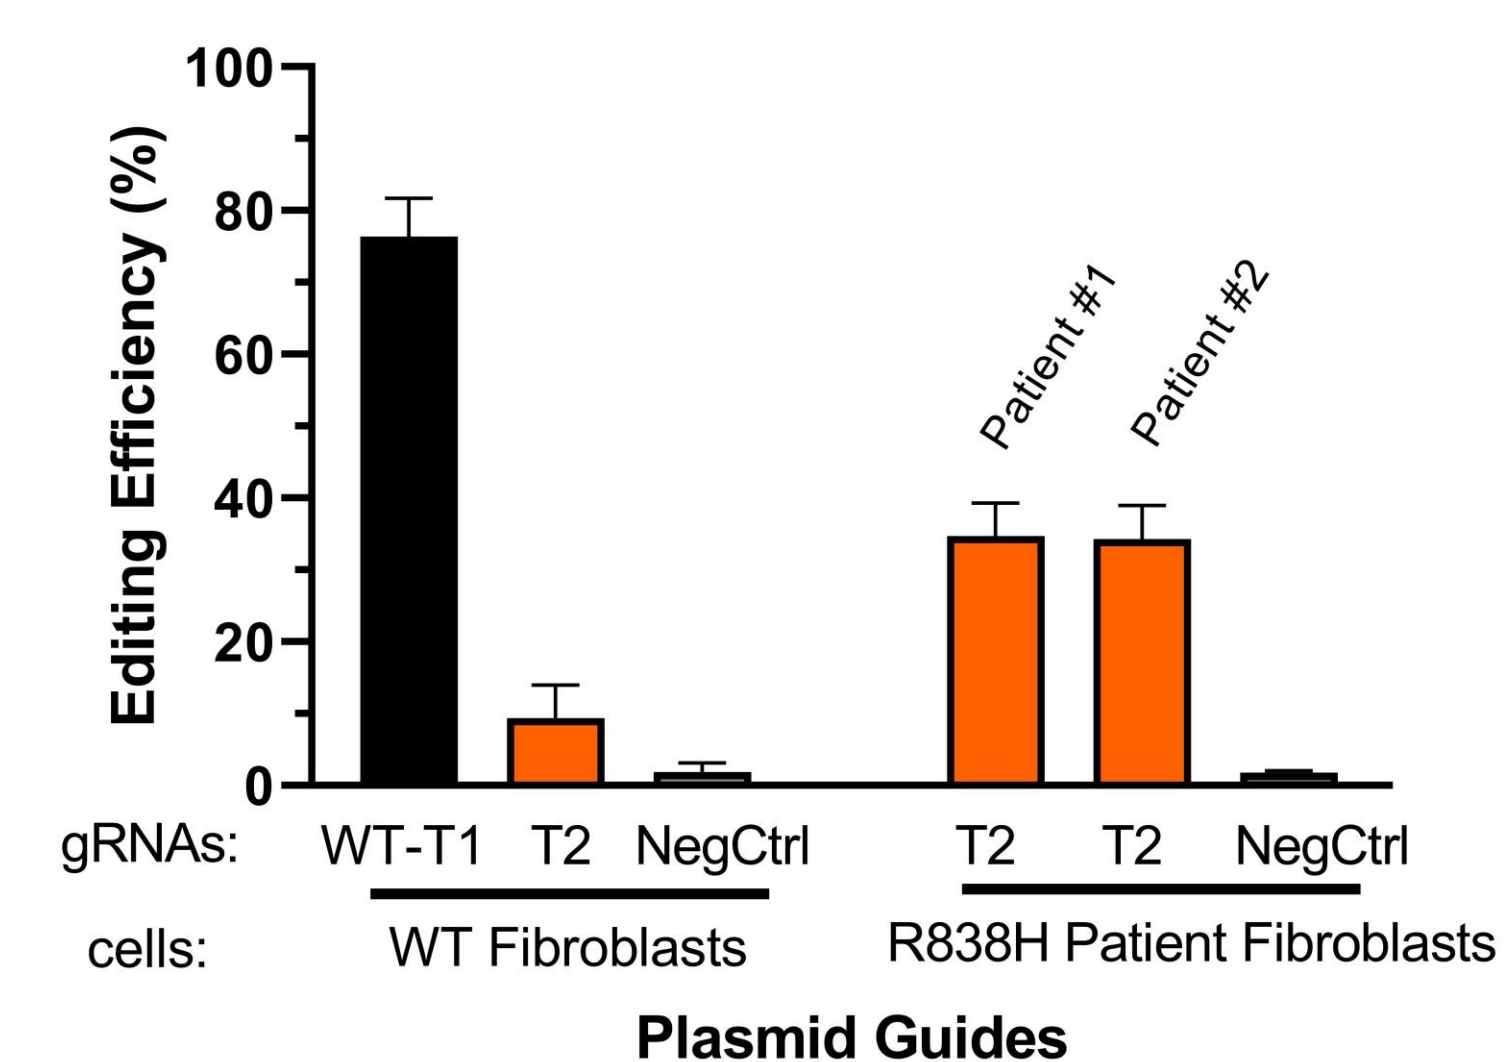 100
80
60
40
20
0
Editing Efficiency (%)
Patient #1
Patient #2
gRNAs: WT-T1 T2 NegCtrl T2 T2 NegCtrl
cells: WT Fibroblasts R838H Patient Fibroblasts
Plasmid Guides